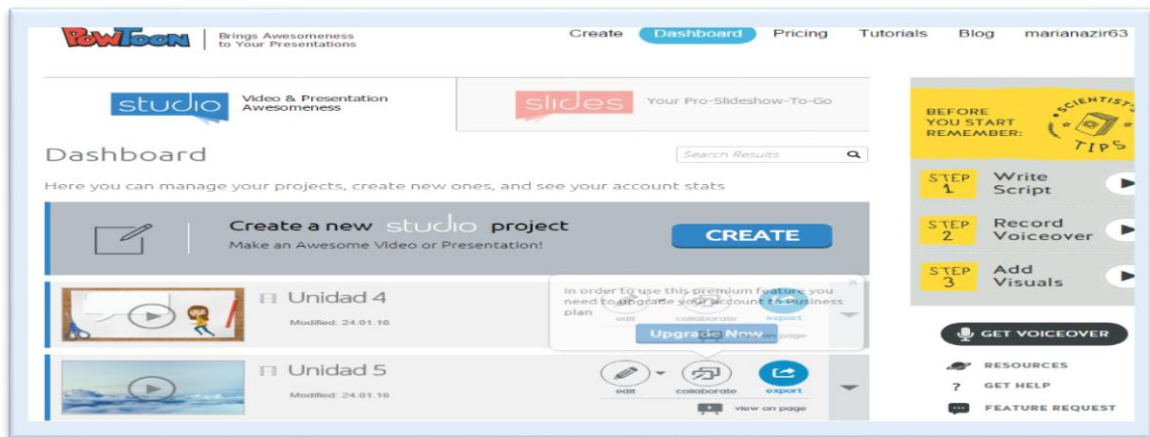 POWTOON
Brings Awesomeness
to Your Presentations
Create Dashboard Pricing Tutorials Blog marianazir63
studio
Video & Presentation
Awesomeness
slides
Your Pro-Slideshow-To-Go
Dashboard
Search Results
Here you can manage your projects, create new ones, and see your account stats
Create a new studio project
Make an Awesome Video or Presentation!
CREATE
Unidad 4
Modified: 24.01.16
In order to use this premium feature you
need to upgrade your account to Business
plan
Upgrade Now
edit collaborate export
on page
Unidad 5
Modified: 24.01.16
edit collaborate export
view on page
BEFORE
YOU START
REMEMBER:
SCIENTIST
TIPS
STEP 1
Write
Script
STEP 2
Record
Voiceover
STEP 3
Add
Visuals
GET VOICEOVER
RESOURCES
? GET HELP
FEATURE REQUEST